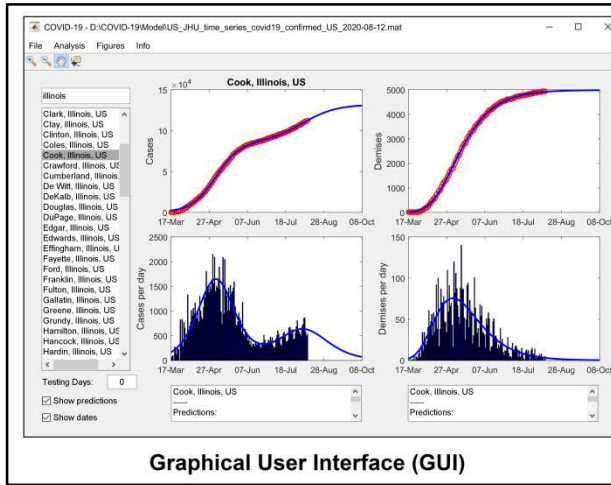 COVID-19 - D:\COVID-19\Model\US_JHU_time_series_covid19_confirmed_US_2020-08-12.mat
File Analysis Figures Info
illinois
Clark, Illinois, US
Clay, Illinois, US
Clinton, Illinois, US
Coles, Illinois, US
Cook, Illinois, US
Crawford, Illinois, US
Cumberland, Illinois,
De Witt, Illinois, US
DeKalb, Illinois, US
Douglas, Illinois, US
DuPage, Illinois, US
Edgar, Illinois, US
Edwards, Illinois, US
Effingham, Illinois, US
Fayette, Illinois, US
Ford, Illinois, US
Franklin, Illinois, US
Fulton, Illinois, US
Gallatin, Illinois, US
Greene, Illinois, US
Grundy, Illinois, US
Hamilton, Illinois, US
Hancock, Illinois, US
Hardin, Illinois, US
Testing Days: 0
Show predictions
Show dates
Cook, Illinois, US
15 × 10⁴
10
5
0
Cases
17-Mar 27-Apr 07-Jun 18-Jul 28-Aug 08-Oct
5000
4000
3000
2000
1000
0
Demises
17-Mar 27-Apr 07-Jun 18-Jul 28-Aug 08-Oct
2500
2000
1500
1000
500
0
Cases per day
17-Mar 27-Apr 07-Jun 18-Jul 28-Aug 08-Oct
150
100
50
0
Demises per day
17-Mar 27-Apr 07-Jun 18-Jul 28-Aug 08-Oct
Cook, Illinois, US
------
Predictions:
Cook, Illinois, US
------
Predictions:
Graphical User Interface (GUI)